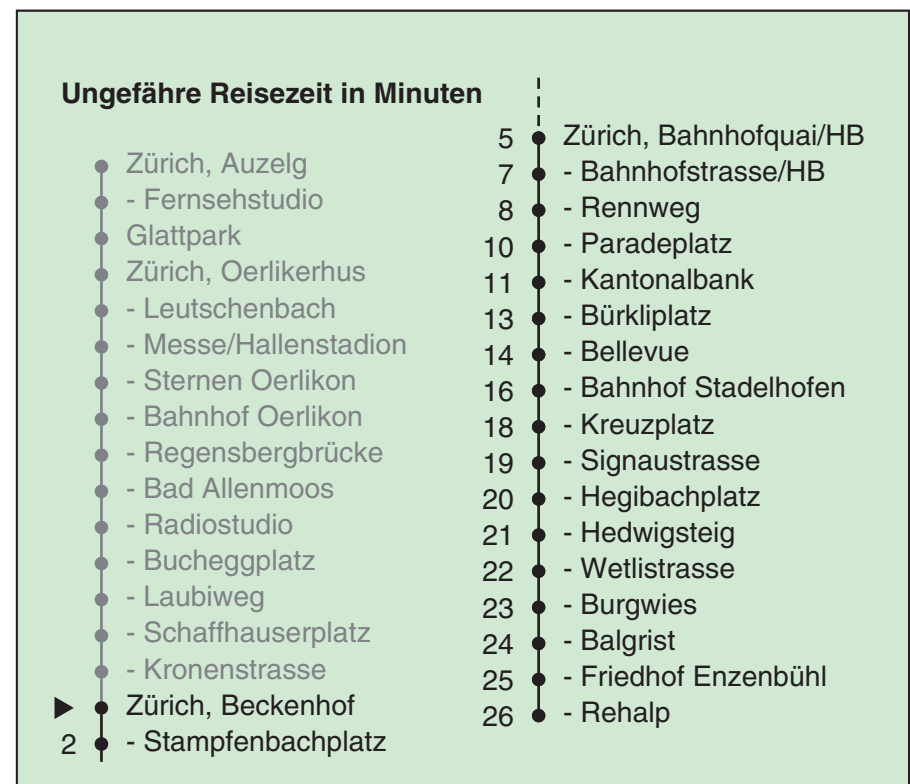 Ungefähre Reisezeit in Minuten
Zürich, Auzelg
- Fernsehstudio
Glattpark
Zürich, Oerlikerhus
- Leutschenbach
- Messe/Hallenstadion
- Sternen Oerlikon
- Bahnhof Oerlikon
- Regensbergbrücke
- Bad Allenmoos
- Radiostudio
- Bucheggplatz
- Laubiweg
- Schaffhauserplatz
- Kronenstrasse
Zürich, Beckenhof
2 - Stampfenbachplatz
5 Zürich, Bahnhofquai/HB
7 - Bahnhofstrasse/HB
8 - Rennweg
10 - Paradeplatz
11 - Kantonalbank
13 - Bürkliplatz
14 - Bellevue
16 - Bahnhof Stadelhofen
18 - Kreuzplatz
19 - Signaustrasse
20 - Hegibachplatz
21 - Hedwigsteig
22 - Wetlistrasse
23 - Burgwies
24 - Balgrist
25 - Friedhof Enzenbühl
26 - Rehalp